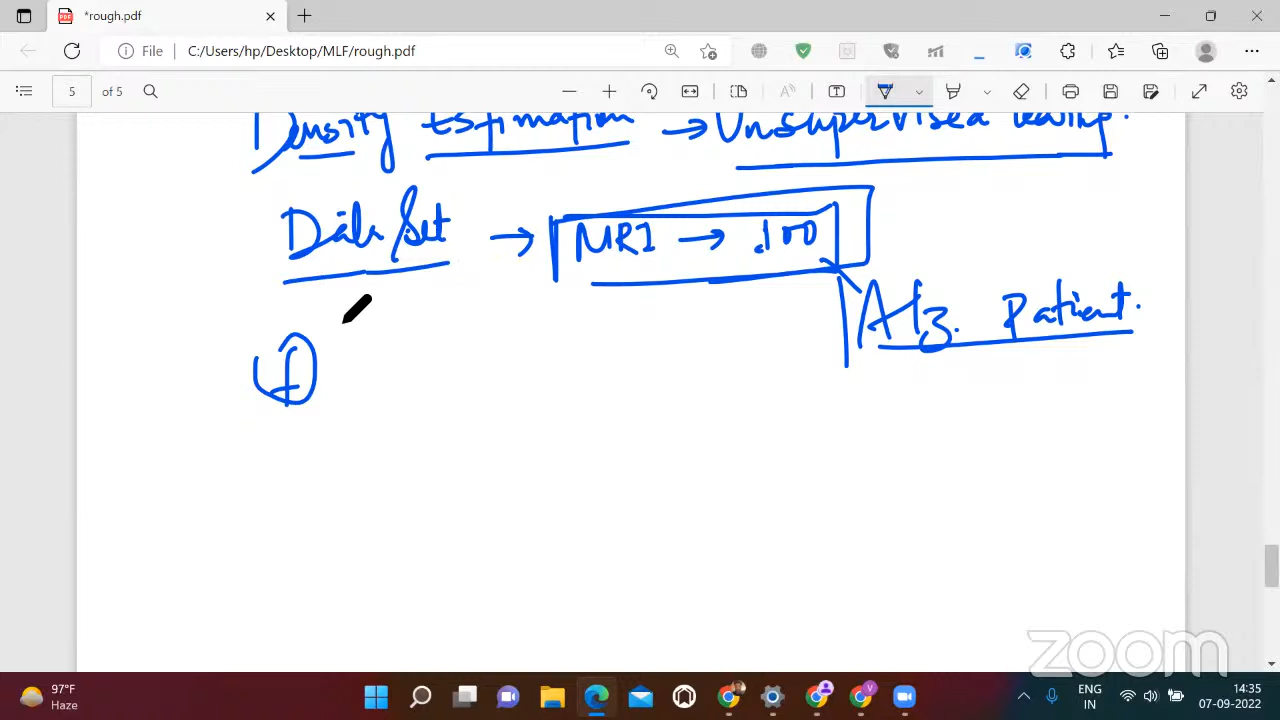 *rough.pdf
File C:/Users/hp/Desktop/MLF/rough.pdf
5 of 5
Density Estimation → Unsupervised
Data Set → MRI → 100
Alz. Patient.
1
zoom
97°F
Haze
ENG
IN
14:35
07-09-2022